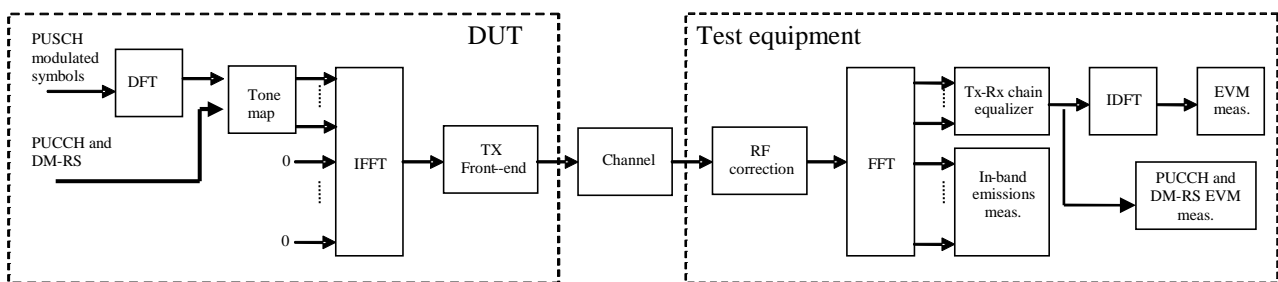 DUT
PUSCH
modulated
symbols
DFT
Tone
map
PUCCH and
DM-RS
0
0
IFFT
TX
Front--end
Channel
Test equipment
RF
correction
FFT
Tx-Rx chain
equalizer
IDFT
EVM
meas.
In-band
emissions
meas.
PUCCH and
DM-RS EVM
meas.